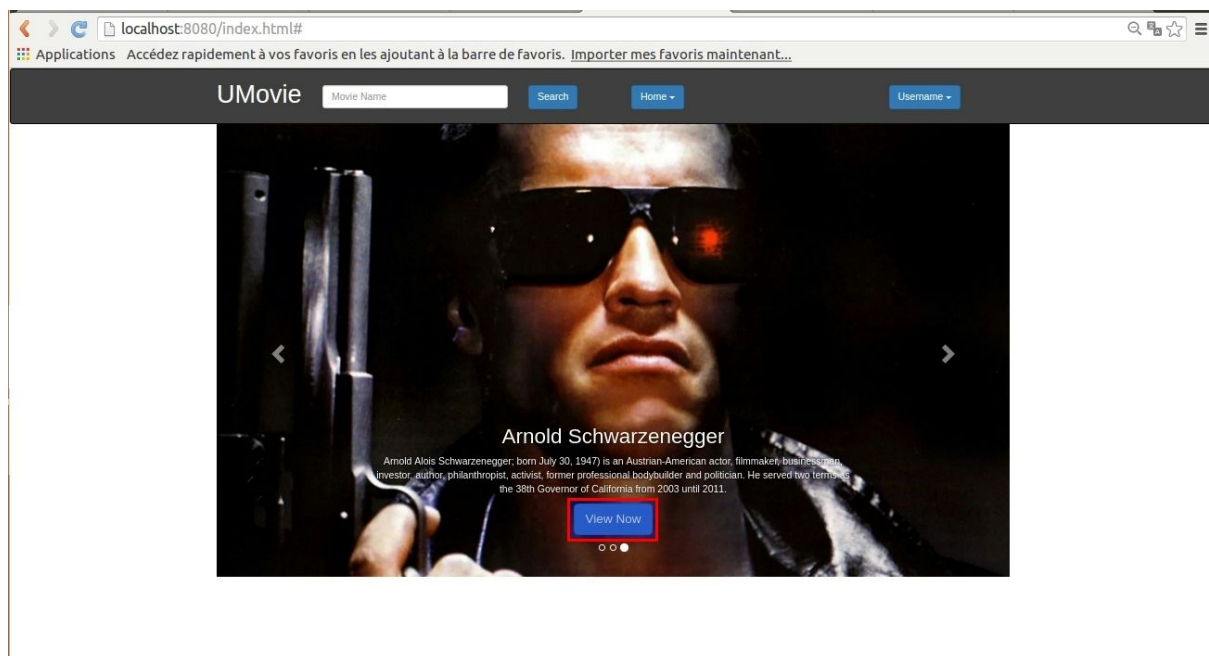 localhost:8080/index.html#
Applications Accédez rapidement à vos favoris en les ajoutant à la barre de favoris. Importer mes favoris maintenant...
UMovie Movie Name Search Home Username
Arnold Schwarzenegger
Arnold Alois Schwarzenegger; born July 30, 1947) is an Austrian-American actor, filmmaker, businessman,
investor, author, philanthropist, activist, former professional bodybuilder and politician. He served two terms as
the 38th Governor of California from 2003 until 2011.
View Now